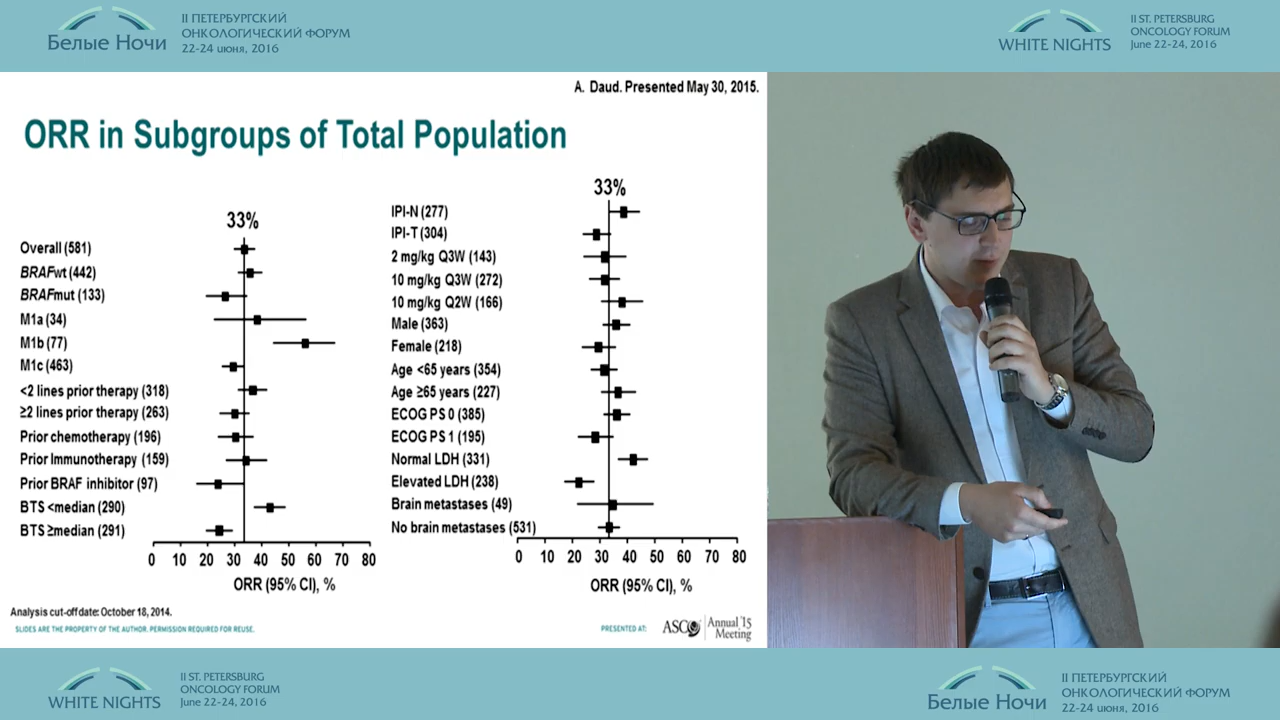 Белые Ночи
II ПЕТЕРБУРГСКИЙ
ОНКОЛОГИЧЕСКИЙ ФОРУМ
22-24 июня, 2016
WHITE NIGHTS
II ST. PETERSBURG
ONCOLOGY FORUM
June 22-24, 2016
A. Daud. Presented May 30, 2015.
ORR in Subgroups of Total Population
33%
Overall (581)
BRAFwt (442)
BRAFmut (133)
M1a (34)
M1b (77)
M1c (463)
<2 lines prior therapy (318)
≥2 lines prior therapy (263)
Prior chemotherapy (196)
Prior Immunotherapy (159)
Prior BRAF inhibitor (97)
BTS <median (290)
BTS ≥median (291)
0 10 20 30 40 50 60 70 80
ORR (95% CI), %
33%
IPI-N (277)
IPI-T (304)
2 mg/kg Q3W (143)
10 mg/kg Q3W (272)
10 mg/kg Q2W (166)
Male (363)
Female (218)
Age <65 years (354)
Age ≥65 years (227)
ECOG PS 0 (385)
ECOG PS 1 (195)
Normal LDH (331)
Elevated LDH (238)
Brain metastases (49)
No brain metastases (531)
0 10 20 30 40 50 60 70 80
ORR (95% CI), %
Analysis cut-off date: October 18, 2014.
SLIDES ARE THE PROPERTY OF THE AUTHOR. PERMISSION REQUIRED FOR REUSE.
PRESENTED AT:
ASCO
Annual '15
Meeting
WHITE NIGHTS
II ST. PETERSBURG
ONCOLOGY FORUM
June 22-24, 2016
Белые Ночи
II ПЕТЕРБУРГСКИЙ
ОНКОЛОГИЧЕСКИЙ ФОРУМ
22-24 июня, 2016